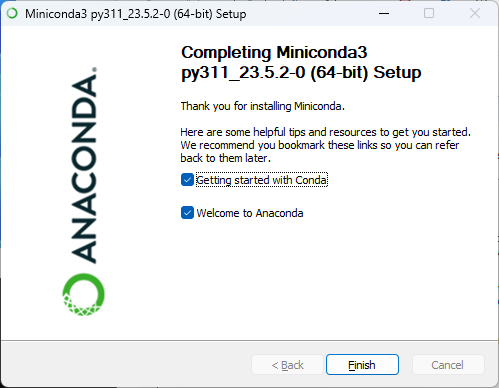 Miniconda3 py311_23.5.2-0 (64-bit) Setup
ANACONDA.
Completing Miniconda3
py311_23.5.2-0 (64-bit) Setup
Thank you for installing Miniconda.
Here are some helpful tips and resources to get you started.
We recommend you bookmark these links so you can refer
back to them later.
Getting started with Conda
Welcome to Anaconda
< Back
Finish
Cancel